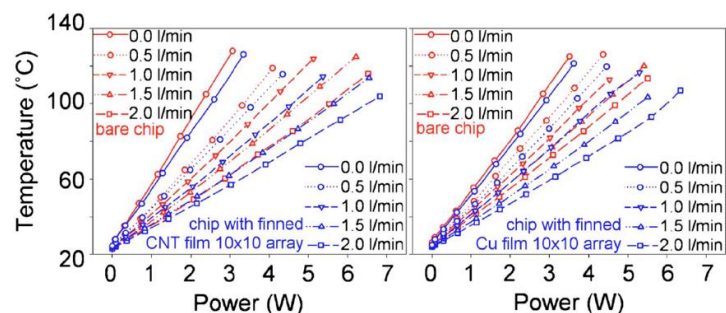 140
100
60
20
Temperature (˚C)
0.0 l/min
0.5 l/min
1.0 l/min
1.5 l/min
2.0 l/min
bare chip
0.0 l/min
0.5 l/min
1.0 l/min
1.5 l/min
2.0 l/min
chip with finned
CNT film 10x10 array
0 1 2 3 4 5 6 7
Power (W)
140
100
60
20
0.0 l/min
0.5 l/min
1.0 l/min
1.5 l/min
2.0 l/min
bare chip
0.0 l/min
0.5 l/min
1.0 l/min
1.5 l/min
2.0 l/min
chip with finned
Cu film 10x10 array
0 1 2 3 4 5 6 7
Power (W)